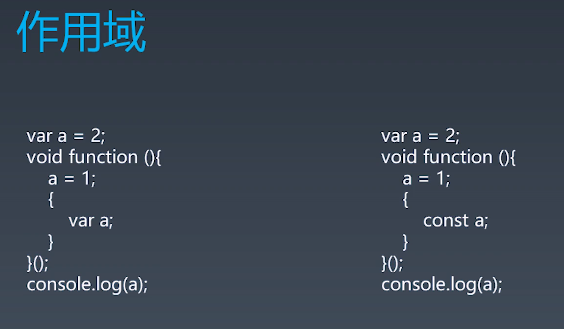 作用域
var a = 2;
void function (){
a = 1;
{
var a;
}
}();
console.log(a);
var a = 2;
void function (){
a = 1;
{
const a;
}
}();
console.log(a);